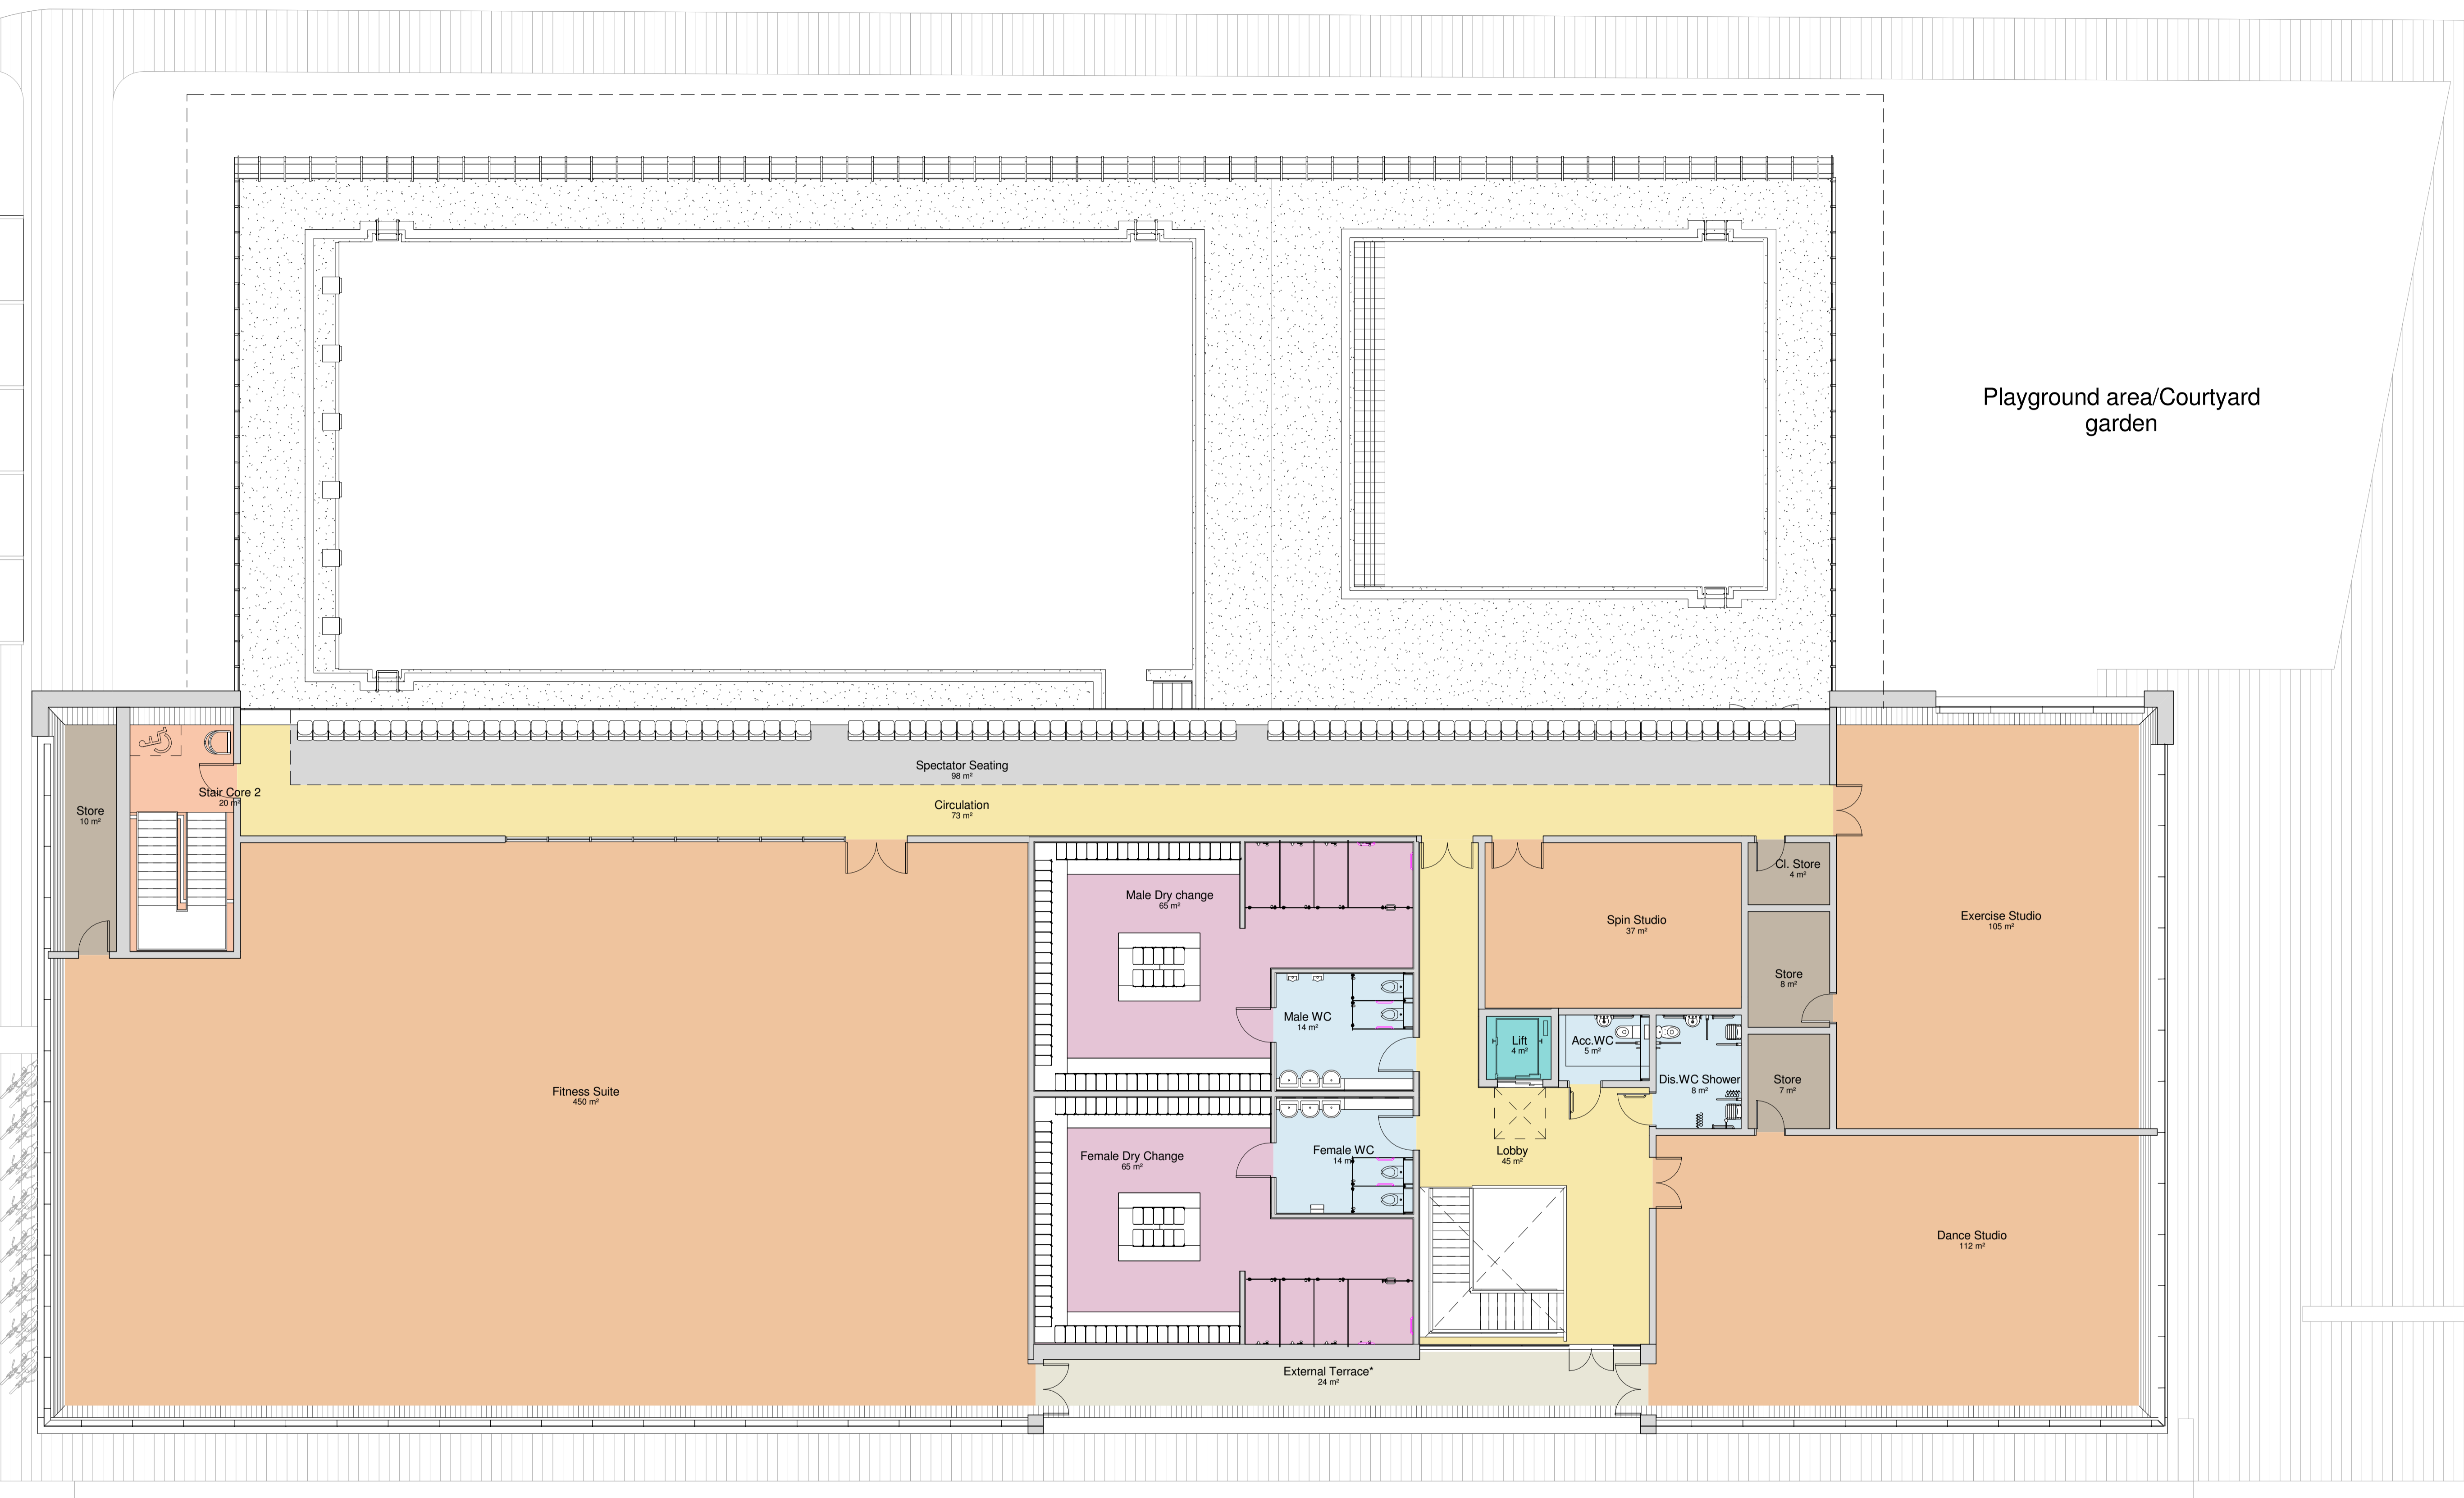 Playground area/Courtyard
garden
Spectator Seating
98 m²
Stair Core 2
20 m²
Circulation
73 m²
Store
10 m²
Cl. Store
4 m²
Male Dry change
65 m²
Spin Studio
37 m²
Exercise Studio
105 m²
Store
8 m²
Male WC
14 m²
Lift
4 m²
Acc.WC
5 m²
Dis.WC Shower
8 m²
Store
7 m²
Fitness Suite
450 m²
Female Dry Change
65 m²
Female WC
14 m²
Lobby
45 m²
Dance Studio
112 m²
External Terrace*
24 m²